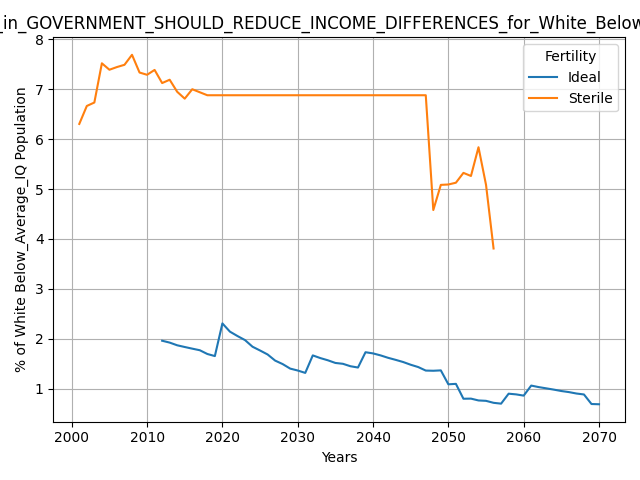 _in_GOVERNMENT_SHOULD_REDUCE_INCOME_DIFFERENCES_for_White_Below
8
7
6
5
4
3
2
1
% of White Below_Average_IQ Population
Fertility
Ideal
Sterile
2000 2010 2020 2030 2040 2050 2060 2070
Years